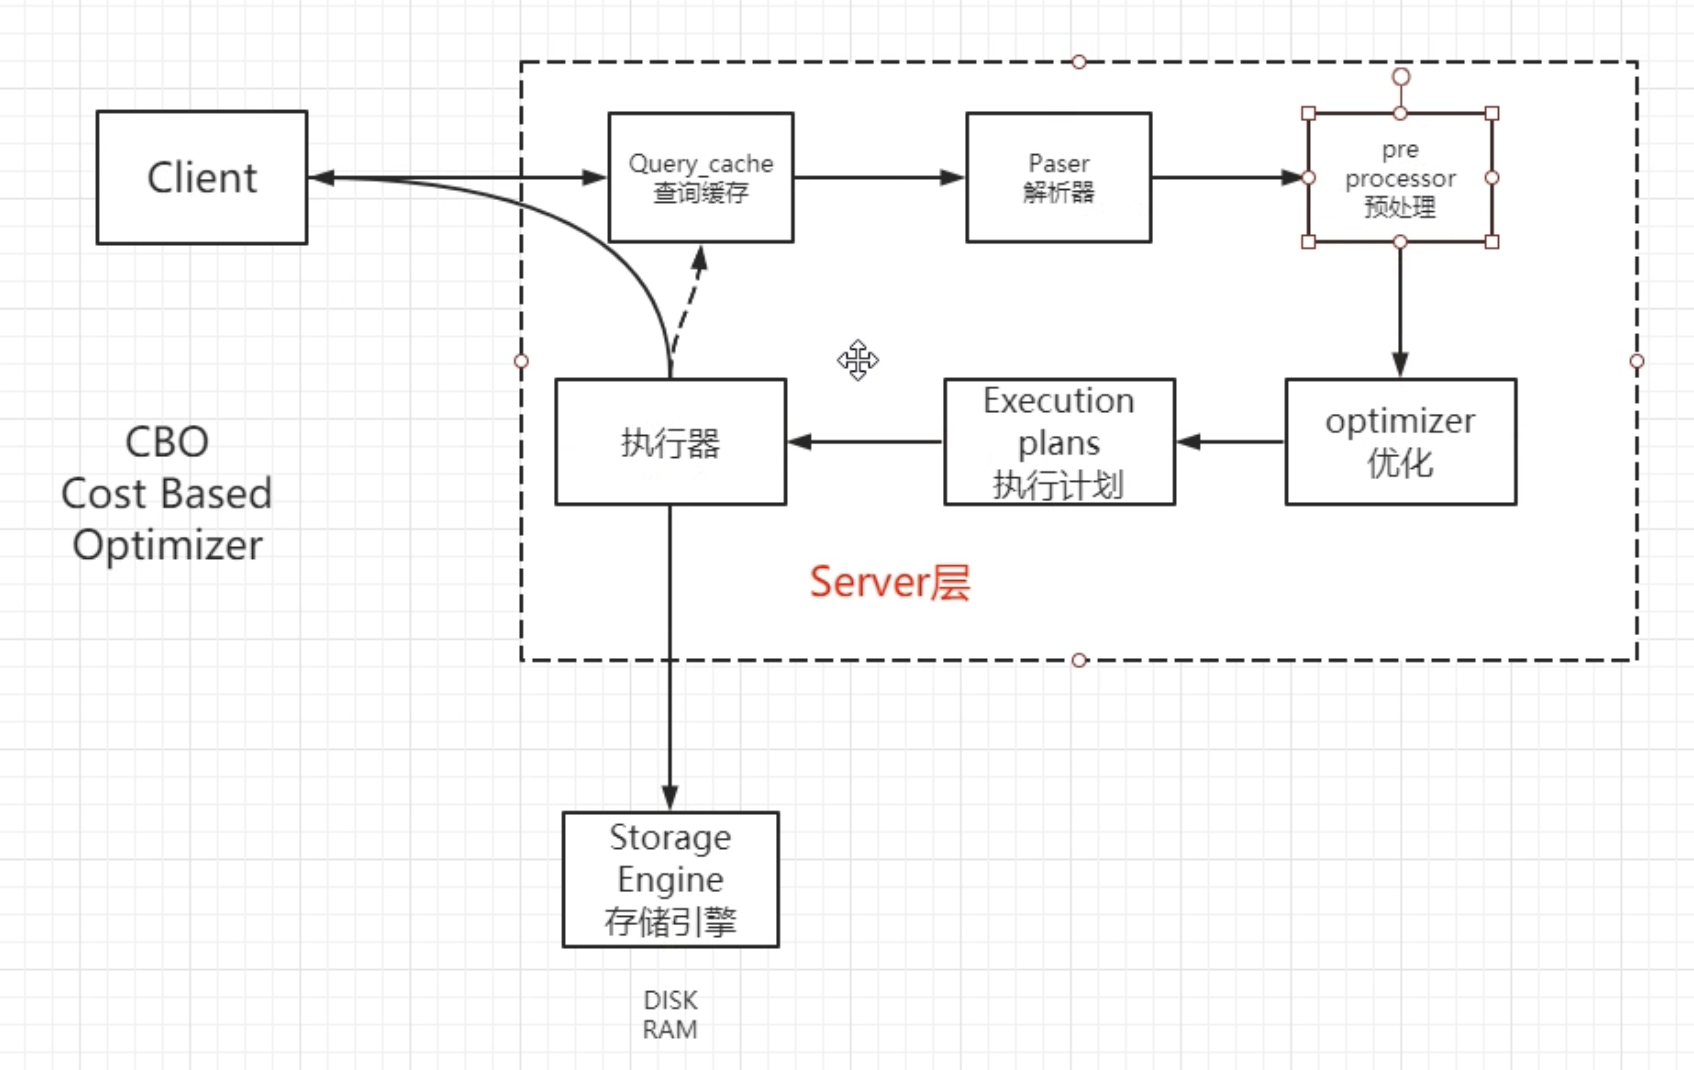 Client
Query_cache
查询缓存
Paser
解析器
pre
processor
预处理
执行器
Execution
plans
执行计划
optimizer
优化
CBO
Cost Based
Optimizer
Server层
Storage
Engine
存储引擎
DISK
RAM